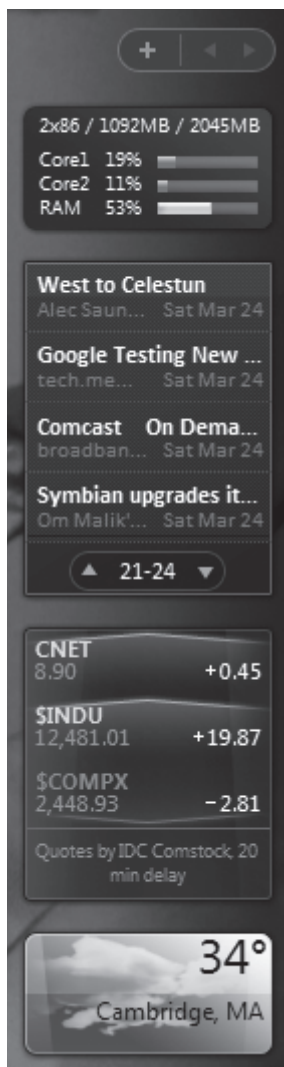 2x86 / 1092MB / 2045MB
Core1 19%
Core2 11%
RAM 53%
West to Celestun
Alec Saun... Sat Mar 24
Google Testing New ...
tech.me... Sat Mar 24
Comcast On Dema...
broadban... Sat Mar 24
Symbian upgrades it...
Om Malik'... Sat Mar 24
21-24
CNET
8.90 +0.45
$INDU
12,481.01 +19.87
$COMPX
2,448.93 -2.81
Quotes by IDC Comstock, 20
min delay
34°
Cambridge, MA